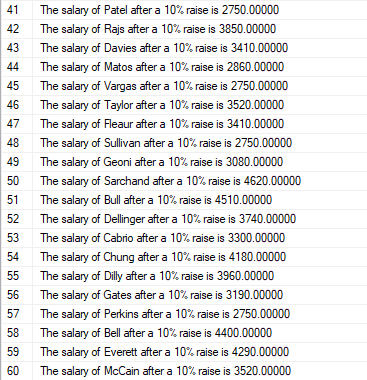 41 The salary of Patel after a 10% raise is 2750.00000
42 The salary of Rajs after a 10% raise is 3850.00000
43 The salary of Davies after a 10% raise is 3410.00000
44 The salary of Matos after a 10% raise is 2860.00000
45 The salary of Vargas after a 10% raise is 2750.00000
46 The salary of Taylor after a 10% raise is 3520.00000
47 The salary of Fleaur after a 10% raise is 3410.00000
48 The salary of Sullivan after a 10% raise is 2750.00000
49 The salary of Geoni after a 10% raise is 3080.00000
50 The salary of Sarchand after a 10% raise is 4620.00000
51 The salary of Bull after a 10% raise is 4510.00000
52 The salary of Dellinger after a 10% raise is 3740.00000
53 The salary of Cabrio after a 10% raise is 3300.00000
54 The salary of Chung after a 10% raise is 4180.00000
55 The salary of Dilly after a 10% raise is 3960.00000
56 The salary of Gates after a 10% raise is 3190.00000
57 The salary of Perkins after a 10% raise is 2750.00000
58 The salary of Bell after a 10% raise is 4400.00000
59 The salary of Everett after a 10% raise is 4290.00000
60 The salary of McCain after a 10% raise is 3520.00000